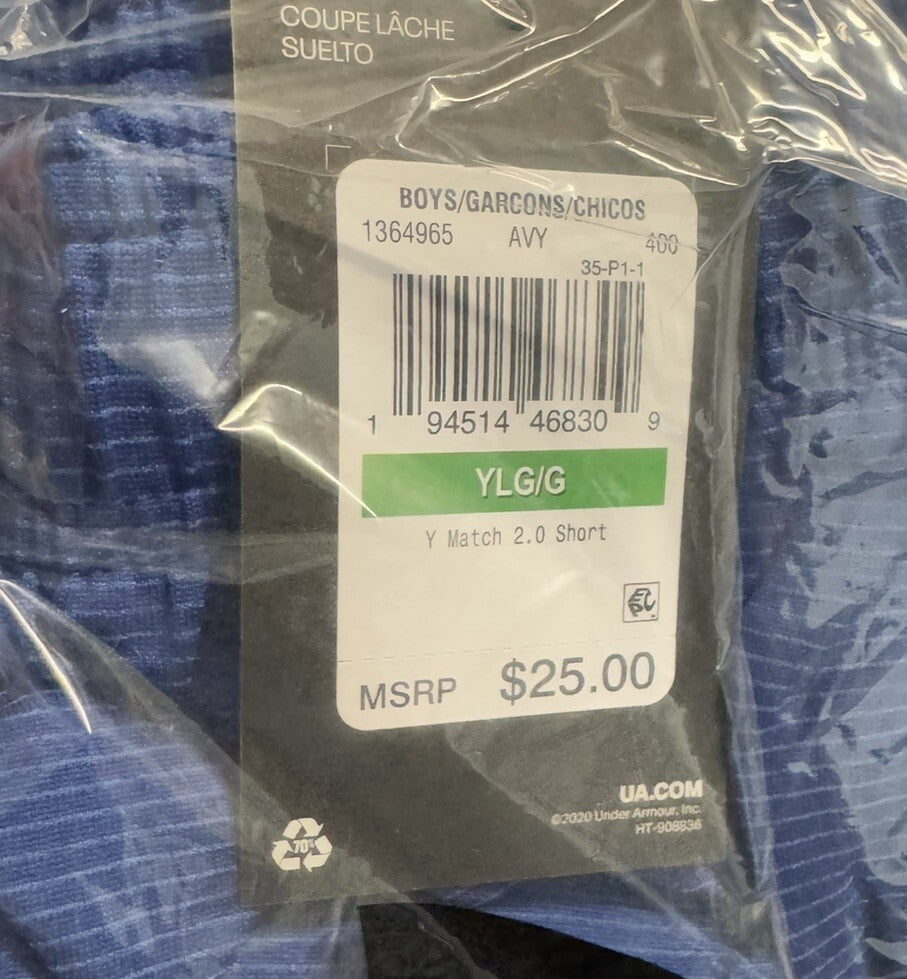 COUPE LÂCHE
SUELTO
BOYS/GARCONS/CHICOS
1364965 AVY 400
35-P1-1
1 94514 46830 9
YLG/G
Y Match 2.0 Short
MSRP $25.00
UA.COM
©2020 Under Armour, Inc.
HT-908836
70%